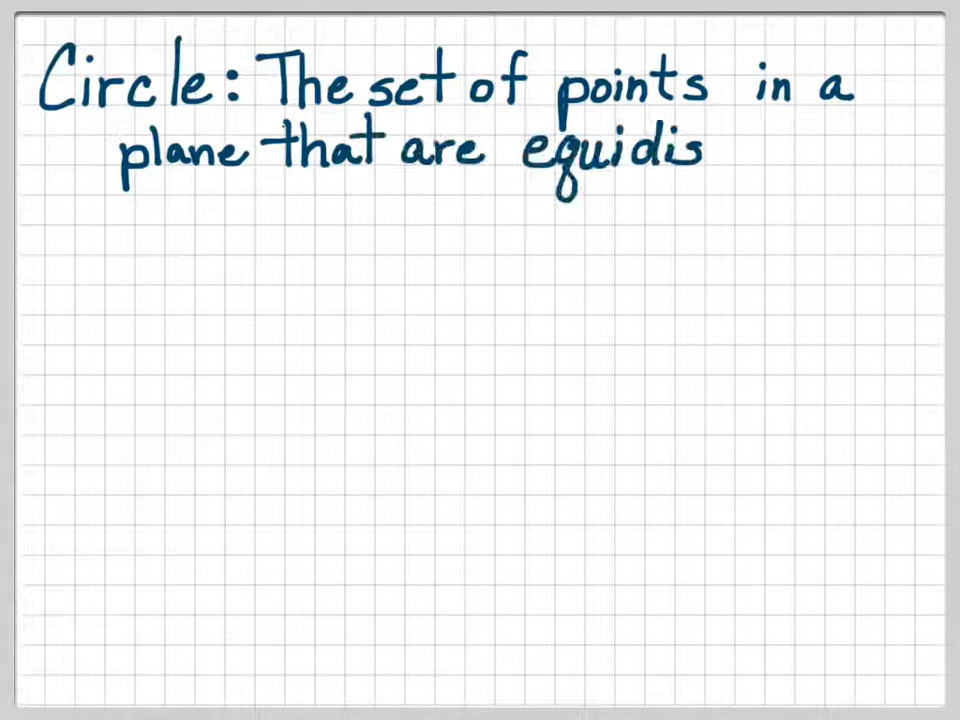 Circle: The set of points in a
plane that are equidis